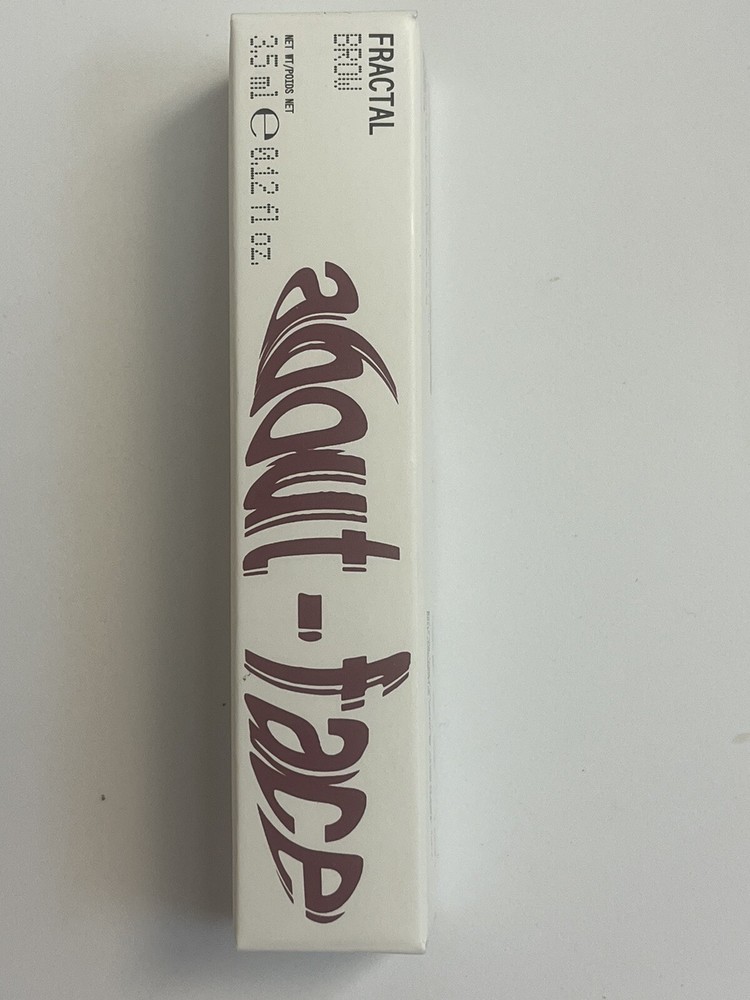 FRACTAL
BROW
NET WT/POIDS NET
3.5 ml e 0.12 fl oz.
about-face